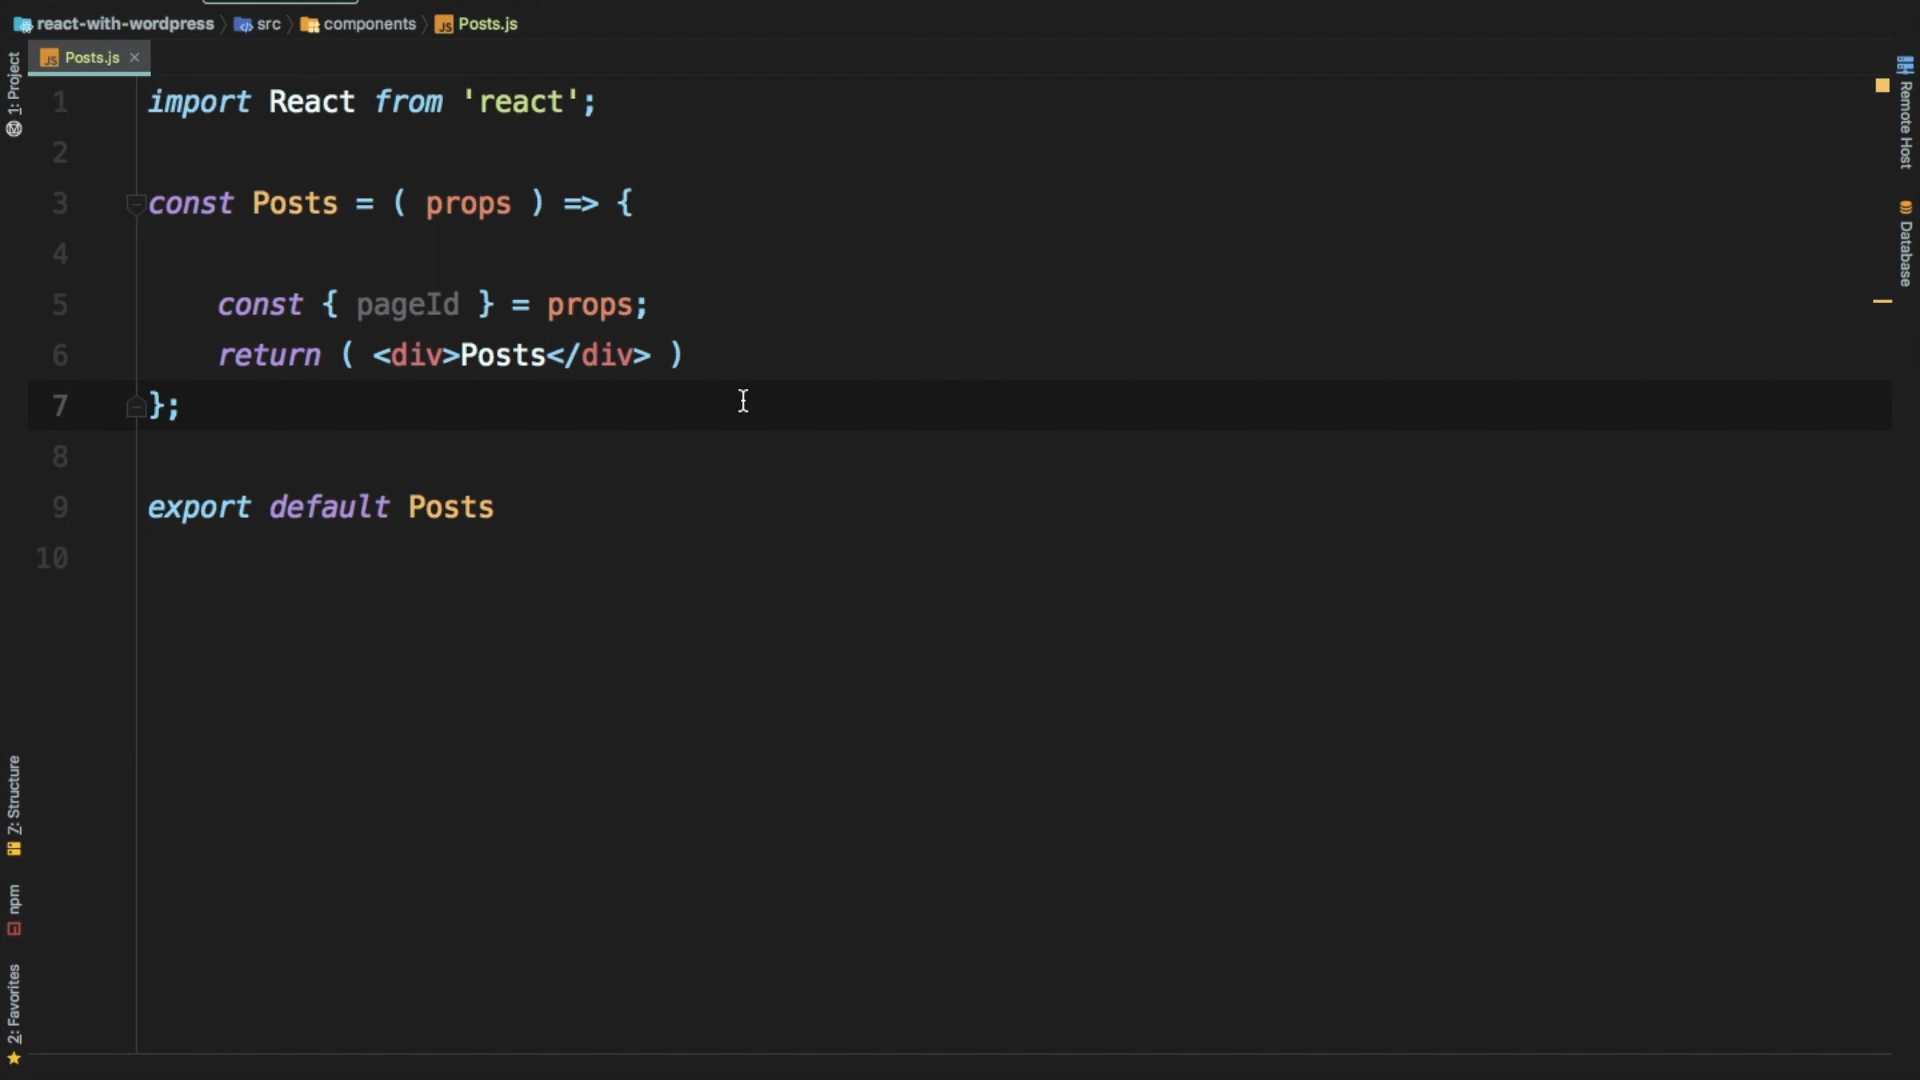 react-with-wordpress src components Posts.js
Posts.js
1 import React from 'react';
2
3 const Posts = ( props ) => {
4
5 const { pageId } = props;
6 return ( <div>Posts</div> )
7 };
8
9 export default Posts
10
1: Project
Z: Structure
npm
2: Favorites
Remote Host
Database